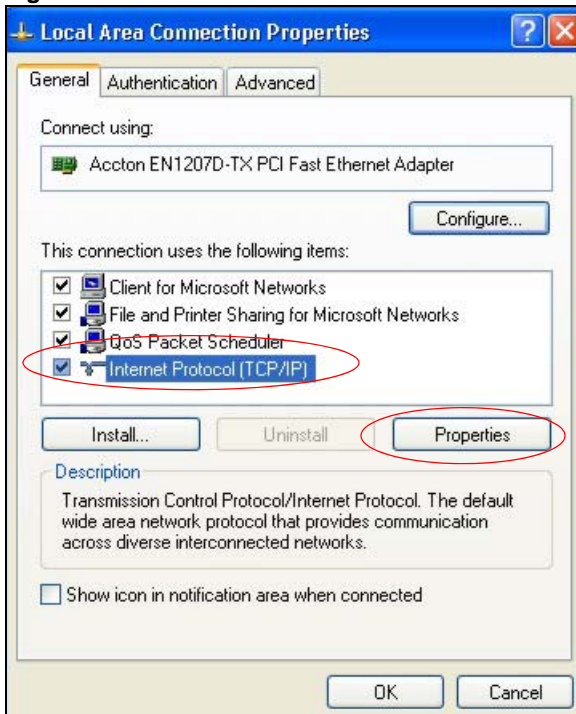 Local Area Connection Properties
General Authentication Advanced
Connect using:
Accton EN1207D-TX PCI Fast Ethernet Adapter
Configure...
This connection uses the following items:
Client for Microsoft Networks
File and Printer Sharing for Microsoft Networks
QoS Packet Scheduler
Internet Protocol (TCP/IP)
Install... Uninstall Properties
Description
Transmission Control Protocol/Internet Protocol. The default
wide area network protocol that provides communication
across diverse interconnected networks.
Show icon in notification area when connected
OK Cancel